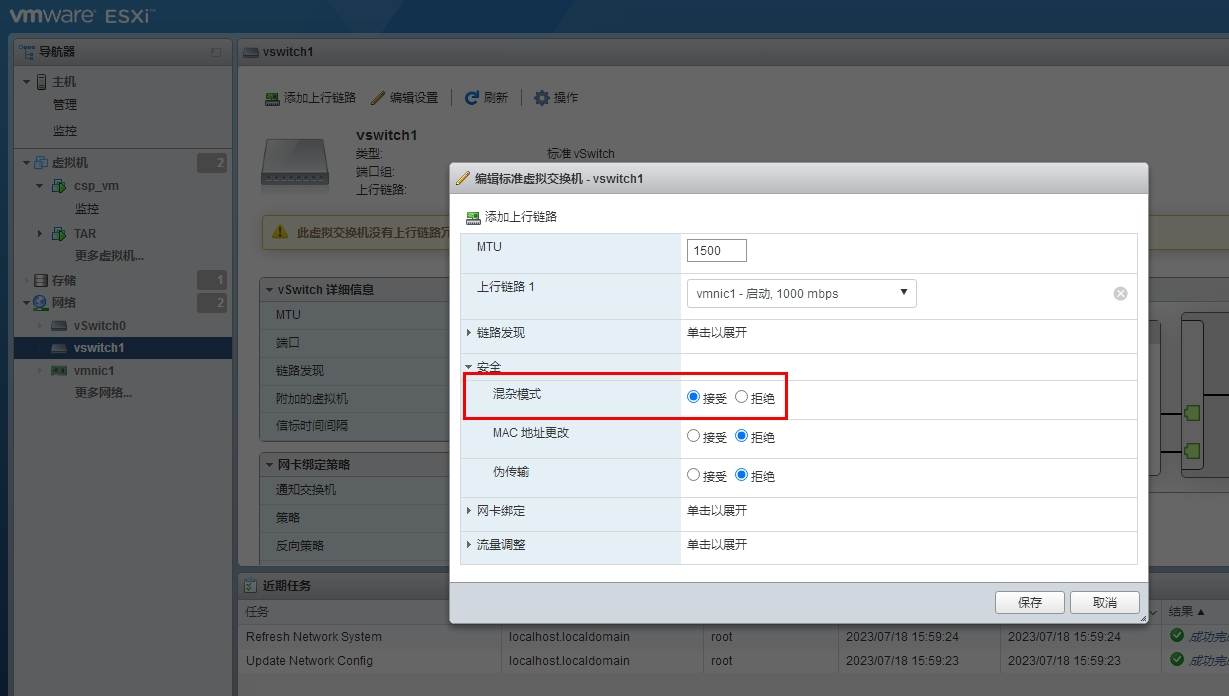 vmware ESXi™
导航器
主机
管理
监控
虚拟机 2
csp_vm
监控
TAR
更多虚拟机...
存储 1
网络 2
vSwitch0
vswitch1
vmnic1
更多网络...
vswitch1
添加上行链路 编辑设置 刷新 操作
vswitch1
类型: 标准 vSwitch
端口组:
上行链路:
此虚拟交换机没有上行链路冗
vSwitch 详细信息
MTU
端口
链路发现
附加的虚拟机
信标时间间隔
网卡绑定策略
通知交换机
策略
反向策略
编辑标准虚拟交换机 - vswitch1
添加上行链路
MTU 1500
上行链路 1 vmnic1 - 启动, 1000 mbps
链路发现 单击以展开
安全
混杂模式 接受 拒绝
MAC 地址更改 接受 拒绝
伪传输 接受 拒绝
网卡绑定 单击以展开
流量调整 单击以展开
保存 取消
近期任务
任务 结果▲
Refresh Network System localhost.localdomain root 2023/07/18 15:59:24 2023/07/18 15:59:24 成功完
Update Network Config localhost.localdomain root 2023/07/18 15:59:23 2023/07/18 15:59:23 成功完